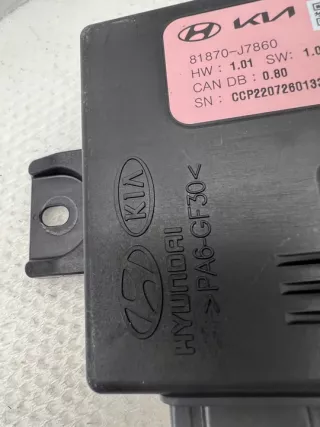 HYUNDAI KIA
81870-J7860
HW : 1.01 SW: 1.0
CAN DB : 0.80
SN : CCP220726013
KIA
HYUNDAI
>PA6-GF30<